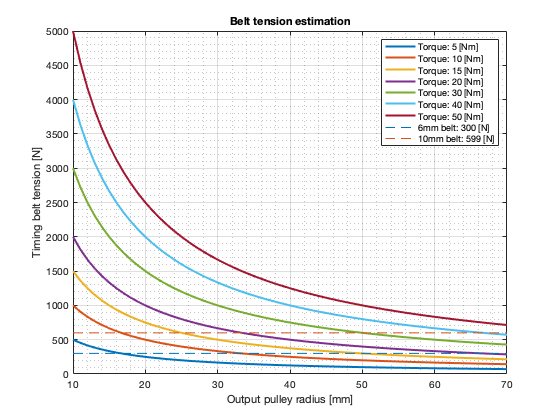 Belt tension estimation
5000
4500
4000
3500
3000
2500
2000
1500
1000
500
0
Timing belt tension [N]
Torque: 5 [Nm]
Torque: 10 [Nm]
Torque: 15 [Nm]
Torque: 20 [Nm]
Torque: 30 [Nm]
Torque: 40 [Nm]
Torque: 50 [Nm]
6mm belt: 300 [N]
10mm belt: 599 [N]
10 20 30 40 50 60 70
Output pulley radius [mm]